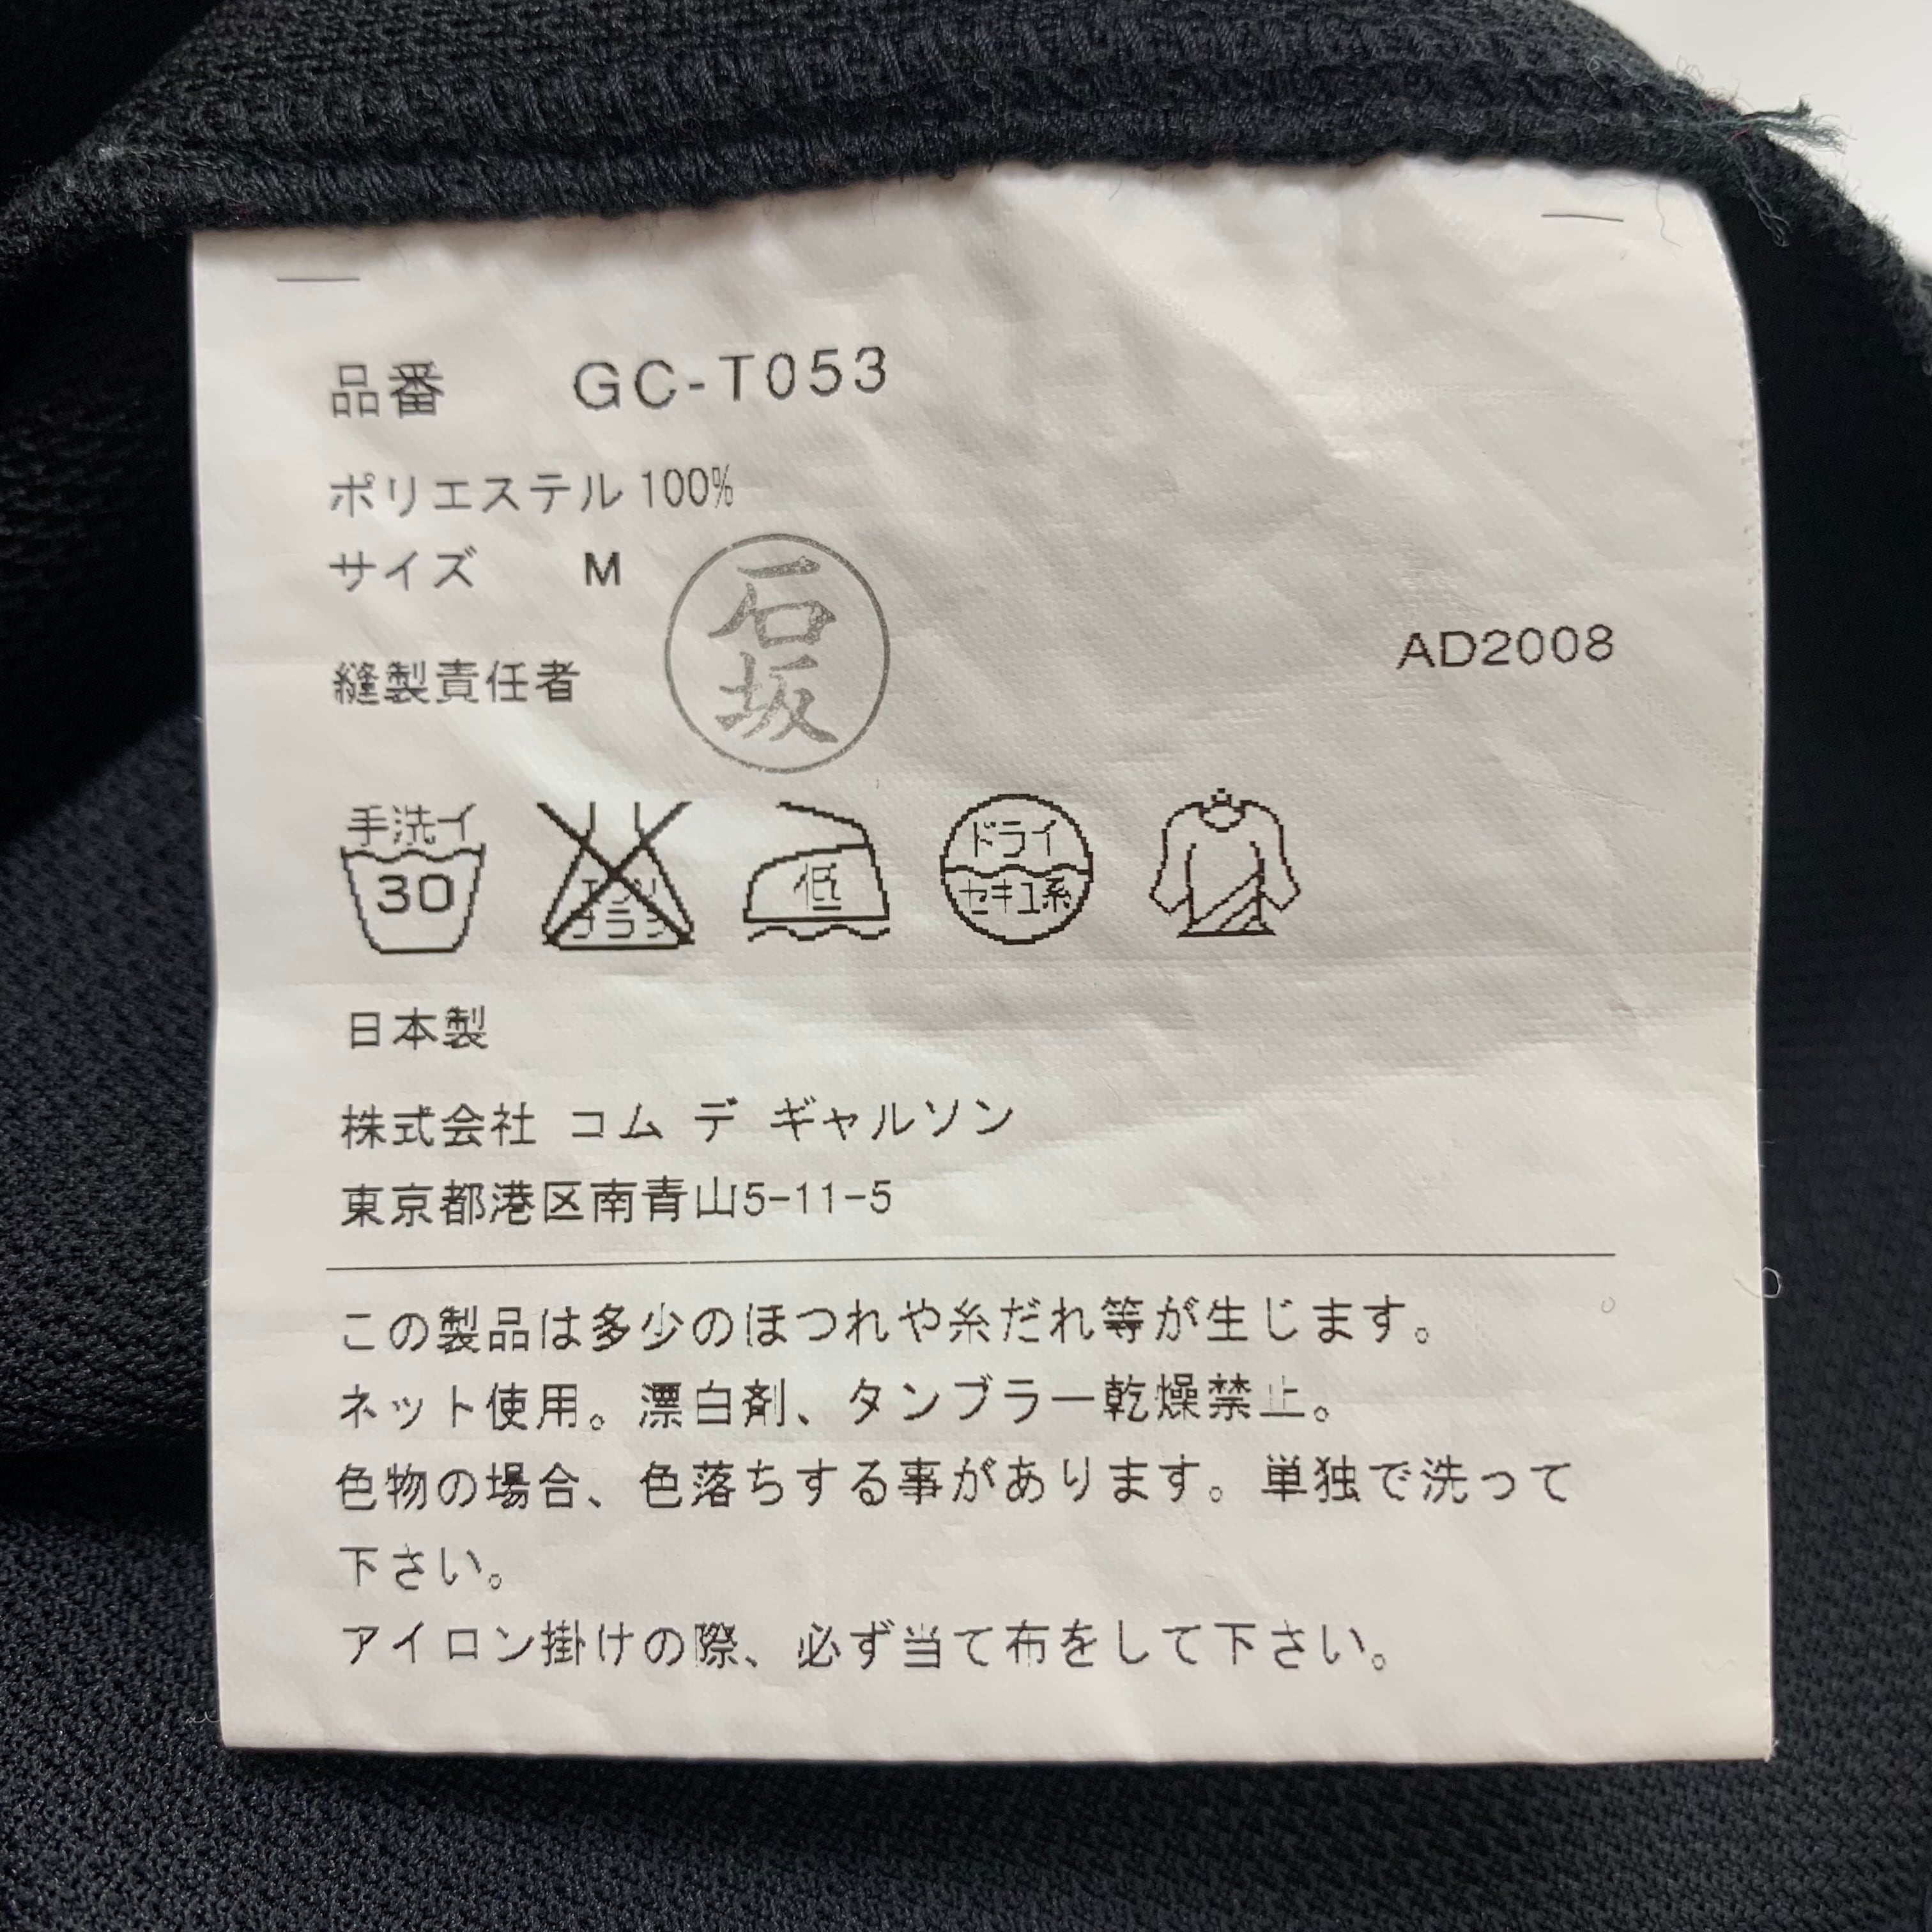 品番 GC-T053
ポリエステル 100%
サイズ M
石坂
縫製責任者
AD2008
手洗イ
30
エンソ
サラシ
低
ドライ
セキユ系
日本製
株式会社 コム デ ギャルソン
東京都港区南青山5-11-5
この製品は多少のほつれや糸だれ等が生じます。
ネット使用。漂白剤、タンブラー乾燥禁止。
色物の場合、色落ちする事があります。単独で洗って
下さい。
アイロン掛けの際、必ず当て布をして下さい。